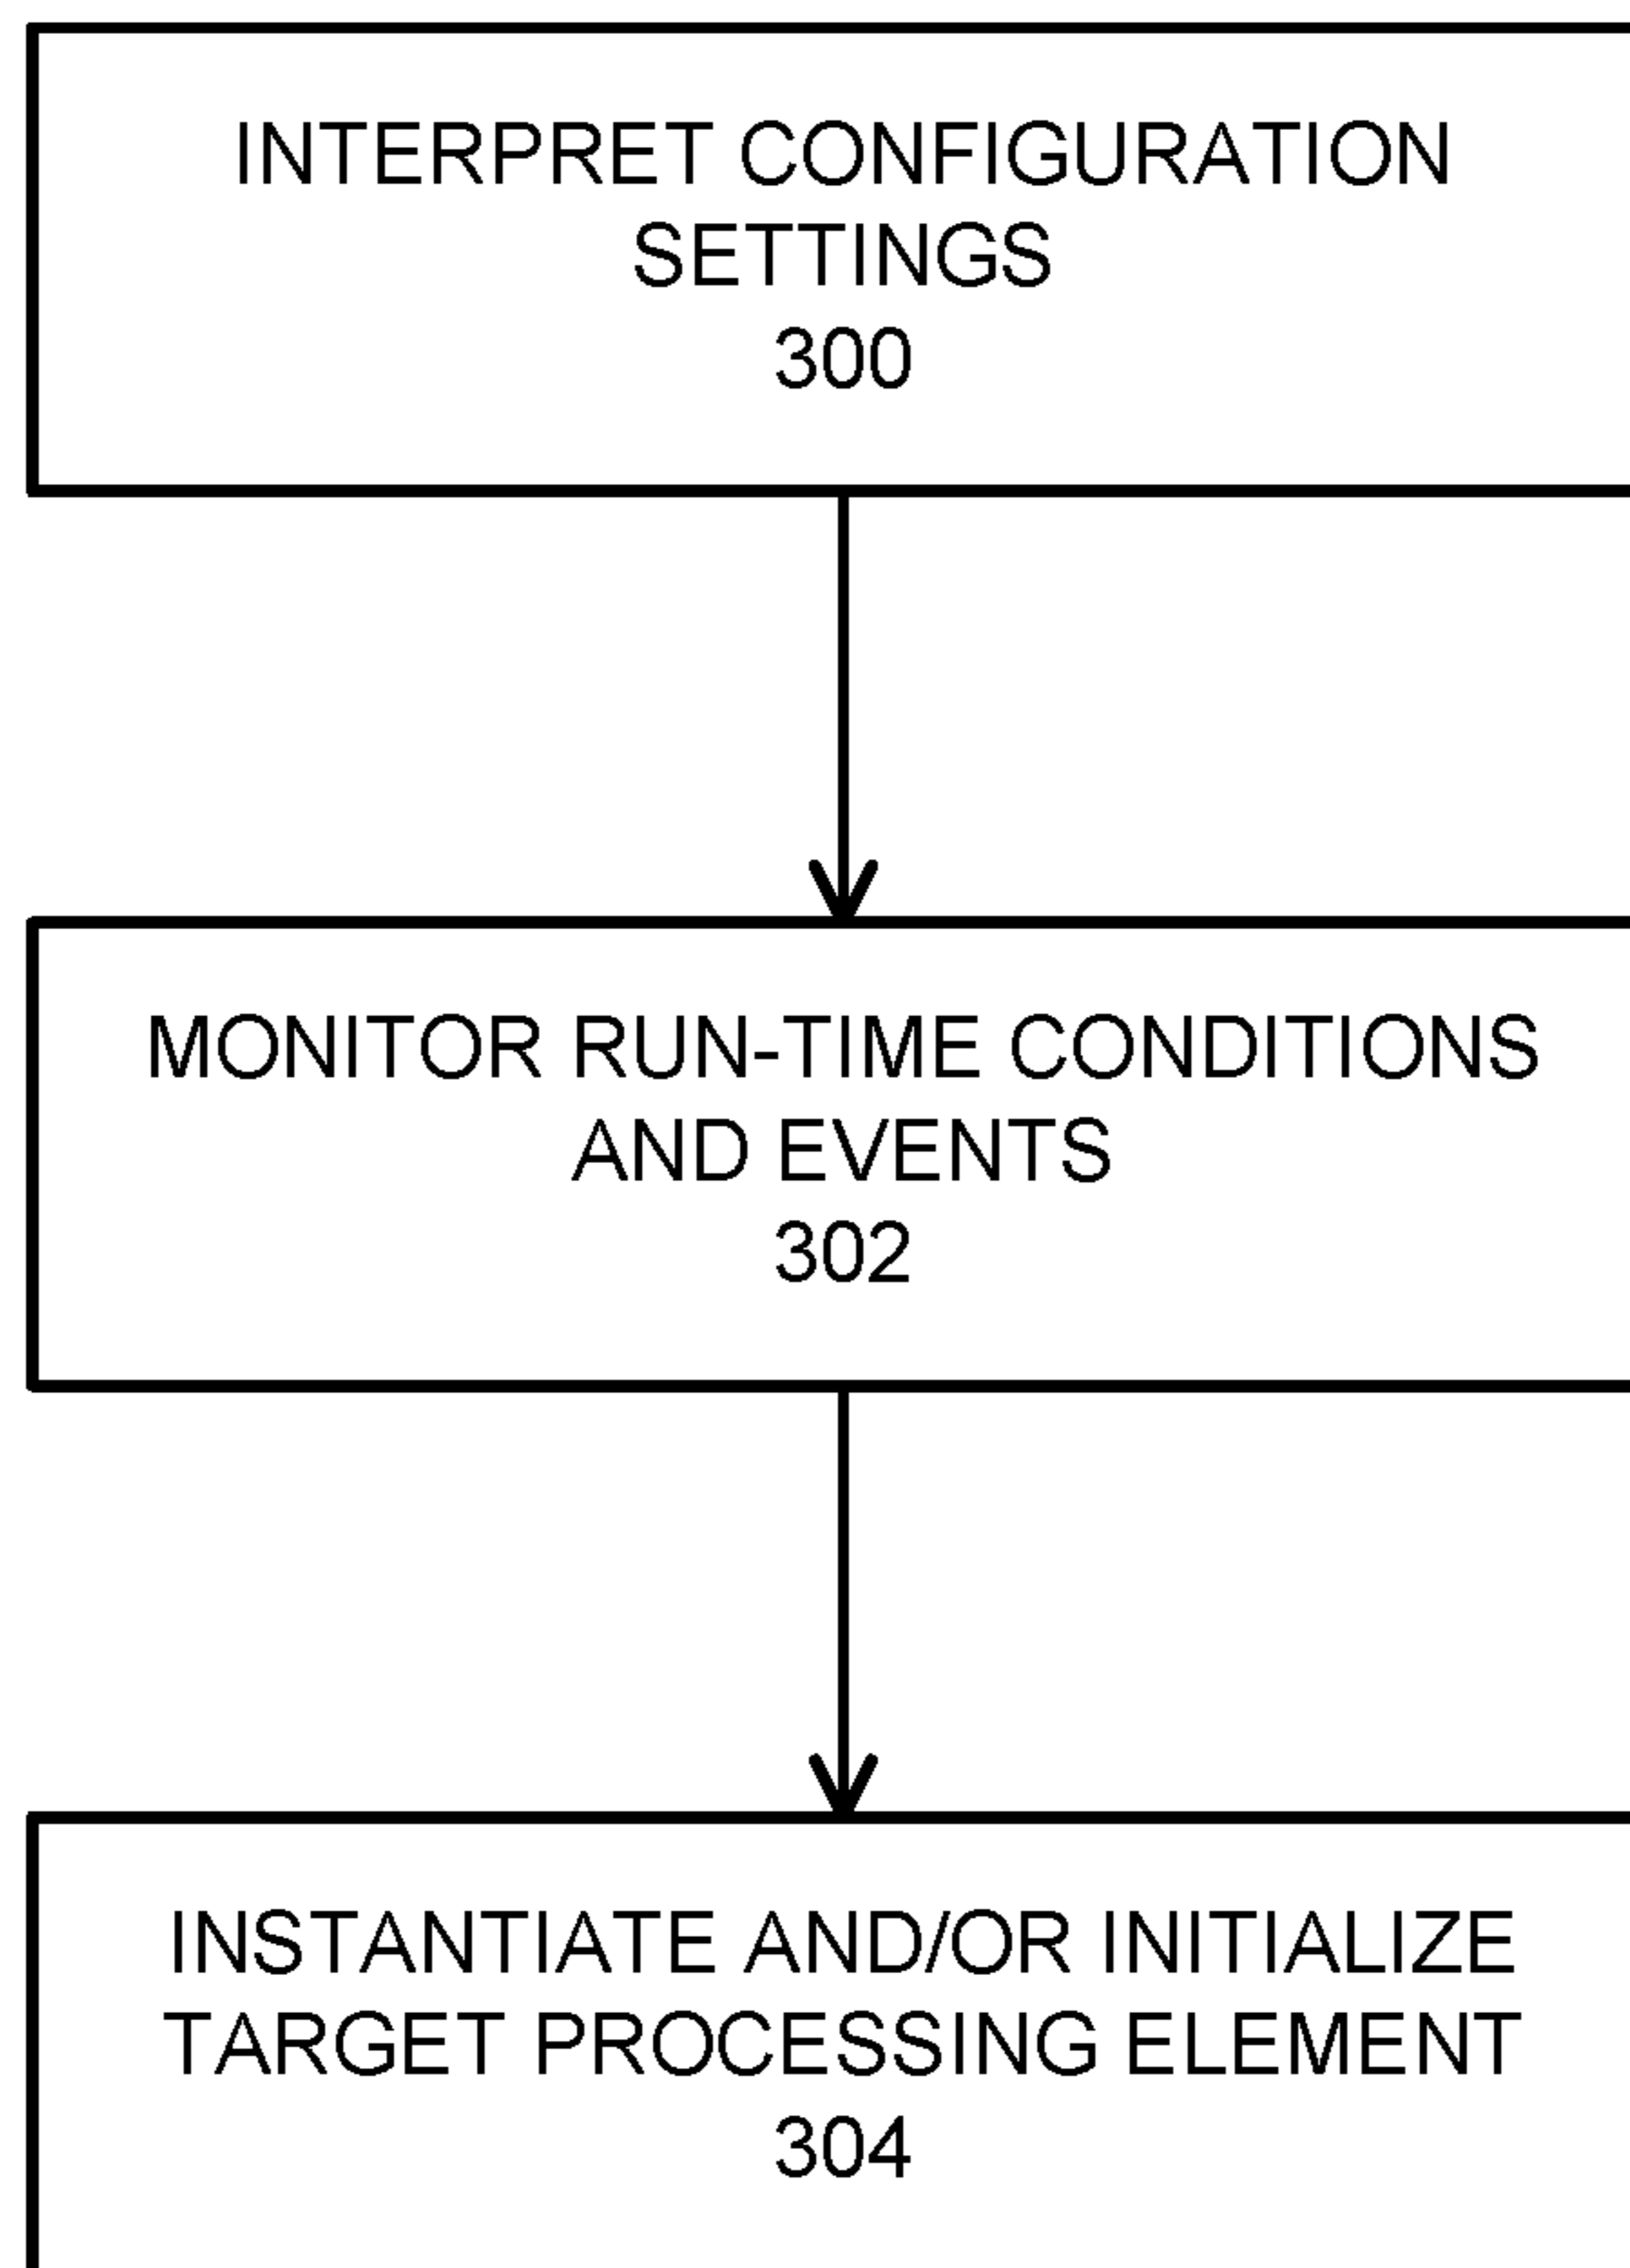 INTERPRET CONFIGURATION
SETTINGS
300
MONITOR RUN-TIME CONDITIONS
AND EVENTS
302
INSTANTIATE AND/OR INITIALIZE
TARGET PROCESSING ELEMENT
304